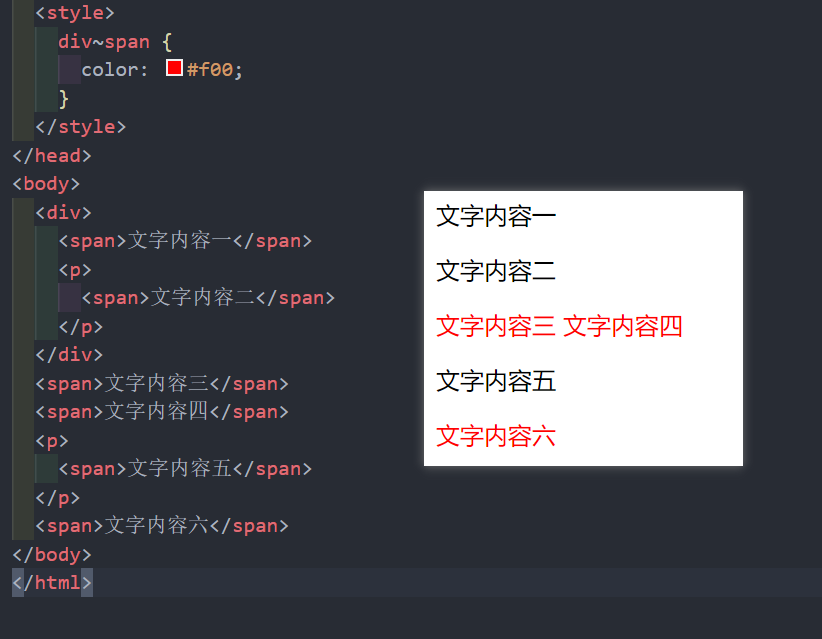 <style>
div~span {
color: #f00;
}
</style>
</head>
<body>
<div>
<span>文字内容一</span>
<p>
<span>文字内容二</span>
</p>
</div>
<span>文字内容三</span>
<span>文字内容四</span>
<p>
<span>文字内容五</span>
</p>
<span>文字内容六</span>
</body>
</html>
文字内容一
文字内容二
文字内容三 文字内容四
文字内容五
文字内容六